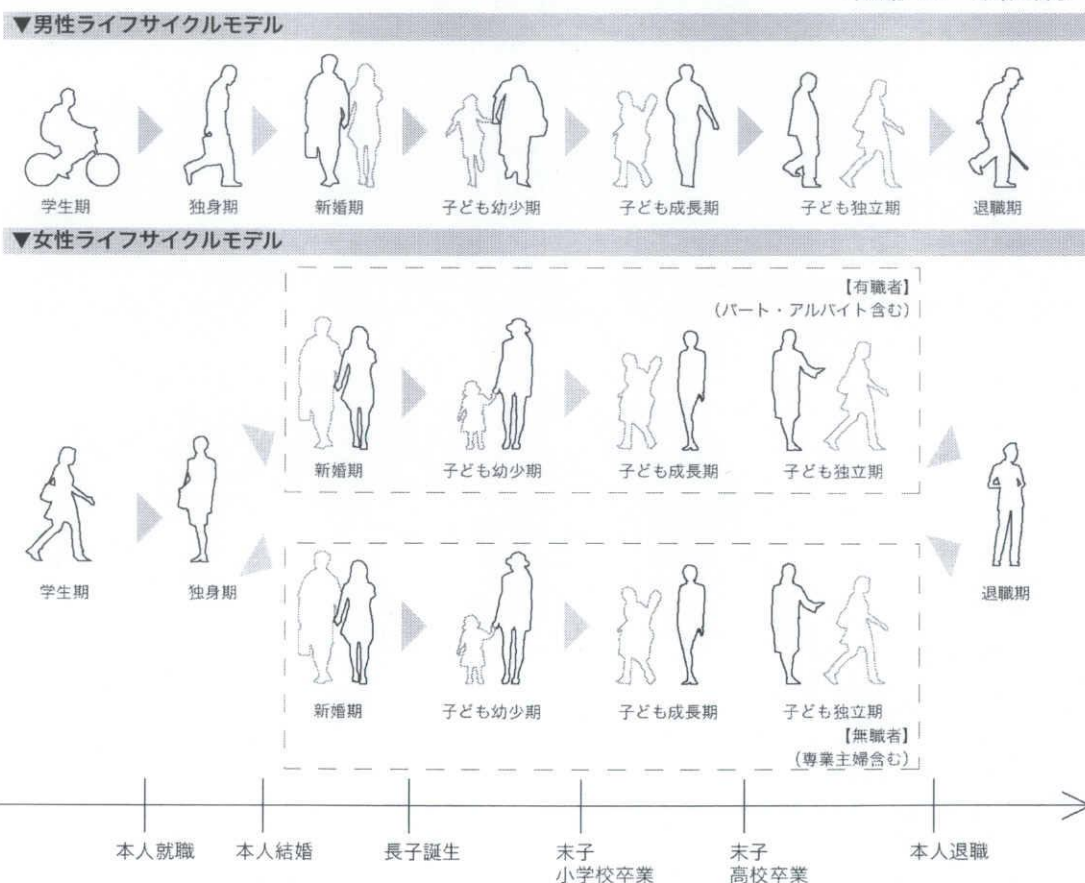 ▼男性ライフサイクルモデル
学生期
独身期
新婚期
子ども幼少期
子ども成長期
子ども独立期
退職期
▼女性ライフサイクルモデル
【有職者】
(パート・アルバイト含む)
新婚期
子ども幼少期
子ども成長期
子ども独立期
学生期
独身期
退職期
新婚期
子ども幼少期
子ども成長期
子ども独立期
【無職者】
(専業主婦含む)
本人就職
本人結婚
長子誕生
末子
小学校卒業
末子
高校卒業
本人退職